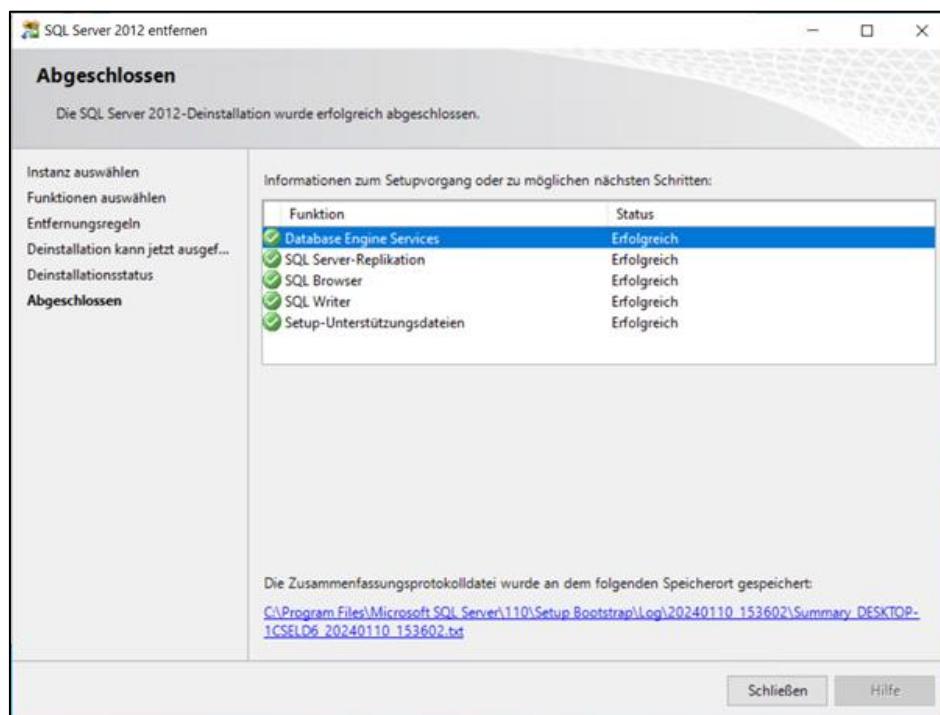 SQL Server 2012 entfernen
Abgeschlossen
Die SQL Server 2012-Deinstallation wurde erfolgreich abgeschlossen.
Instanz auswählen
Funktionen auswählen
Entfernungsregeln
Deinstallation kann jetzt ausgef...
Deinstallationsstatus
Abgeschlossen
Informationen zum Setupvorgang oder zu möglichen nächsten Schritten:
Funktion Status
Database Engine Services Erfolgreich
SQL Server-Replikation Erfolgreich
SQL Browser Erfolgreich
SQL Writer Erfolgreich
Setup-Unterstützungsdateien Erfolgreich
Die Zusammenfassungsprotokolldatei wurde an dem folgenden Speicherort gespeichert:
C:\Program Files\Microsoft SQL Server\110\Setup Bootstrap\Log\20240110_153602\Summary_DESKTOP-
1CSELD6_20240110_153602.txt
Schließen Hilfe